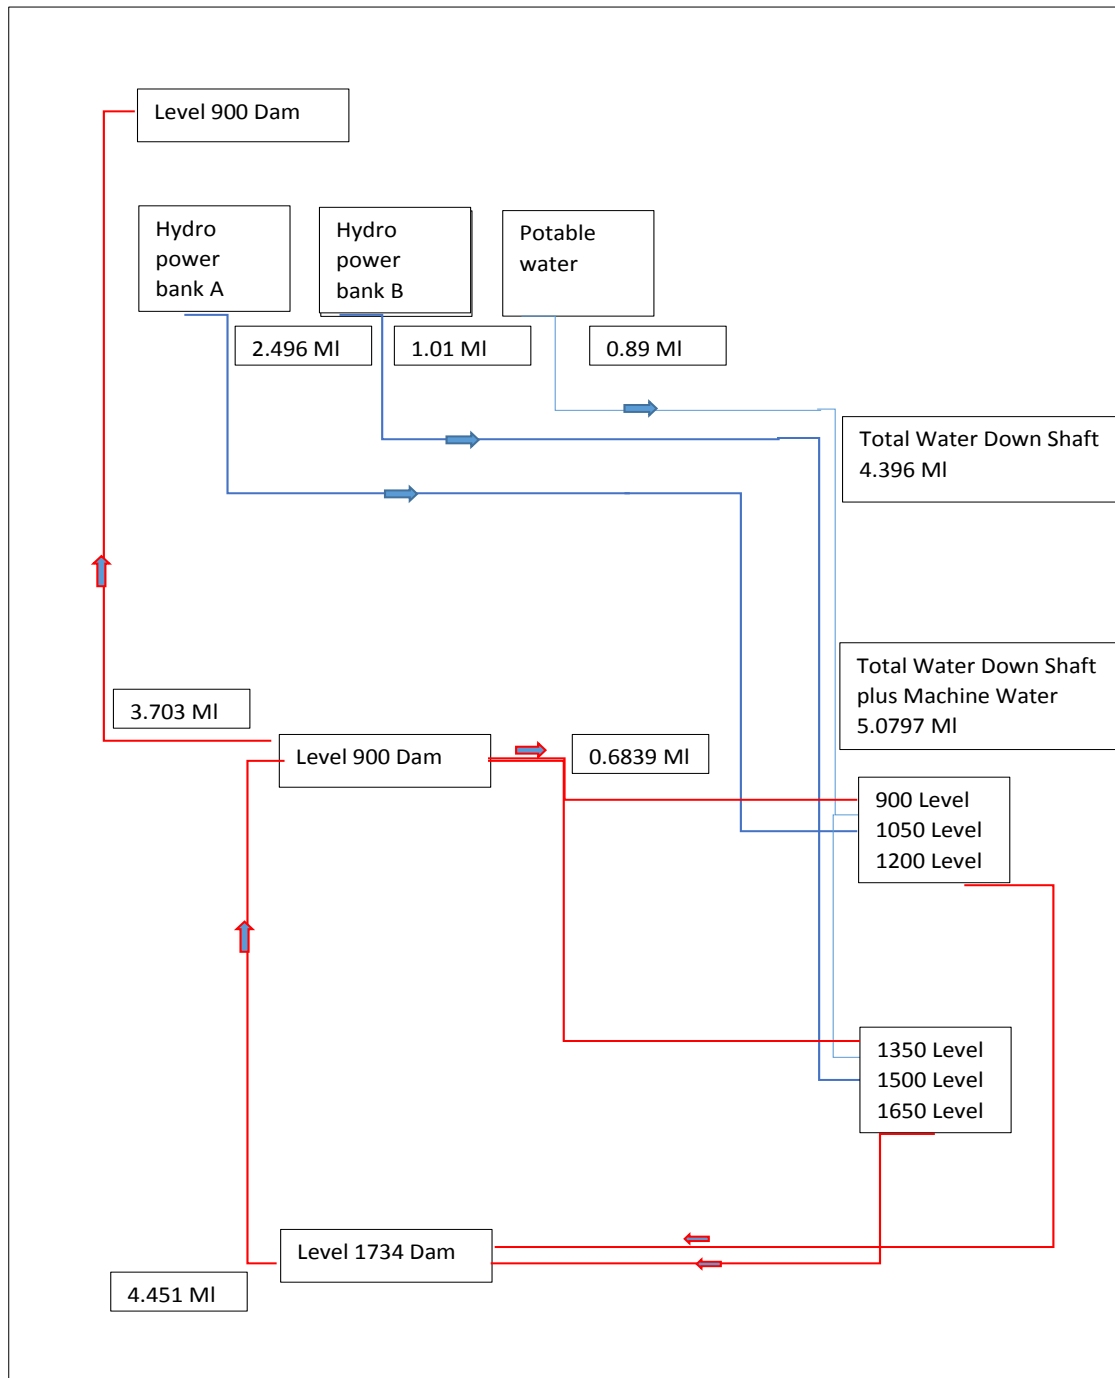 Level 900 Dam
Hydro
power
bank A
Hydro
power
bank B
Potable
water
2.496 Ml
1.01 Ml
0.89 Ml
Total Water Down Shaft
4.396 Ml
Total Water Down Shaft
plus Machine Water
5.0797 Ml
3.703 Ml
Level 900 Dam
0.6839 Ml
900 Level
1050 Level
1200 Level
1350 Level
1500 Level
1650 Level
Level 1734 Dam
4.451 Ml